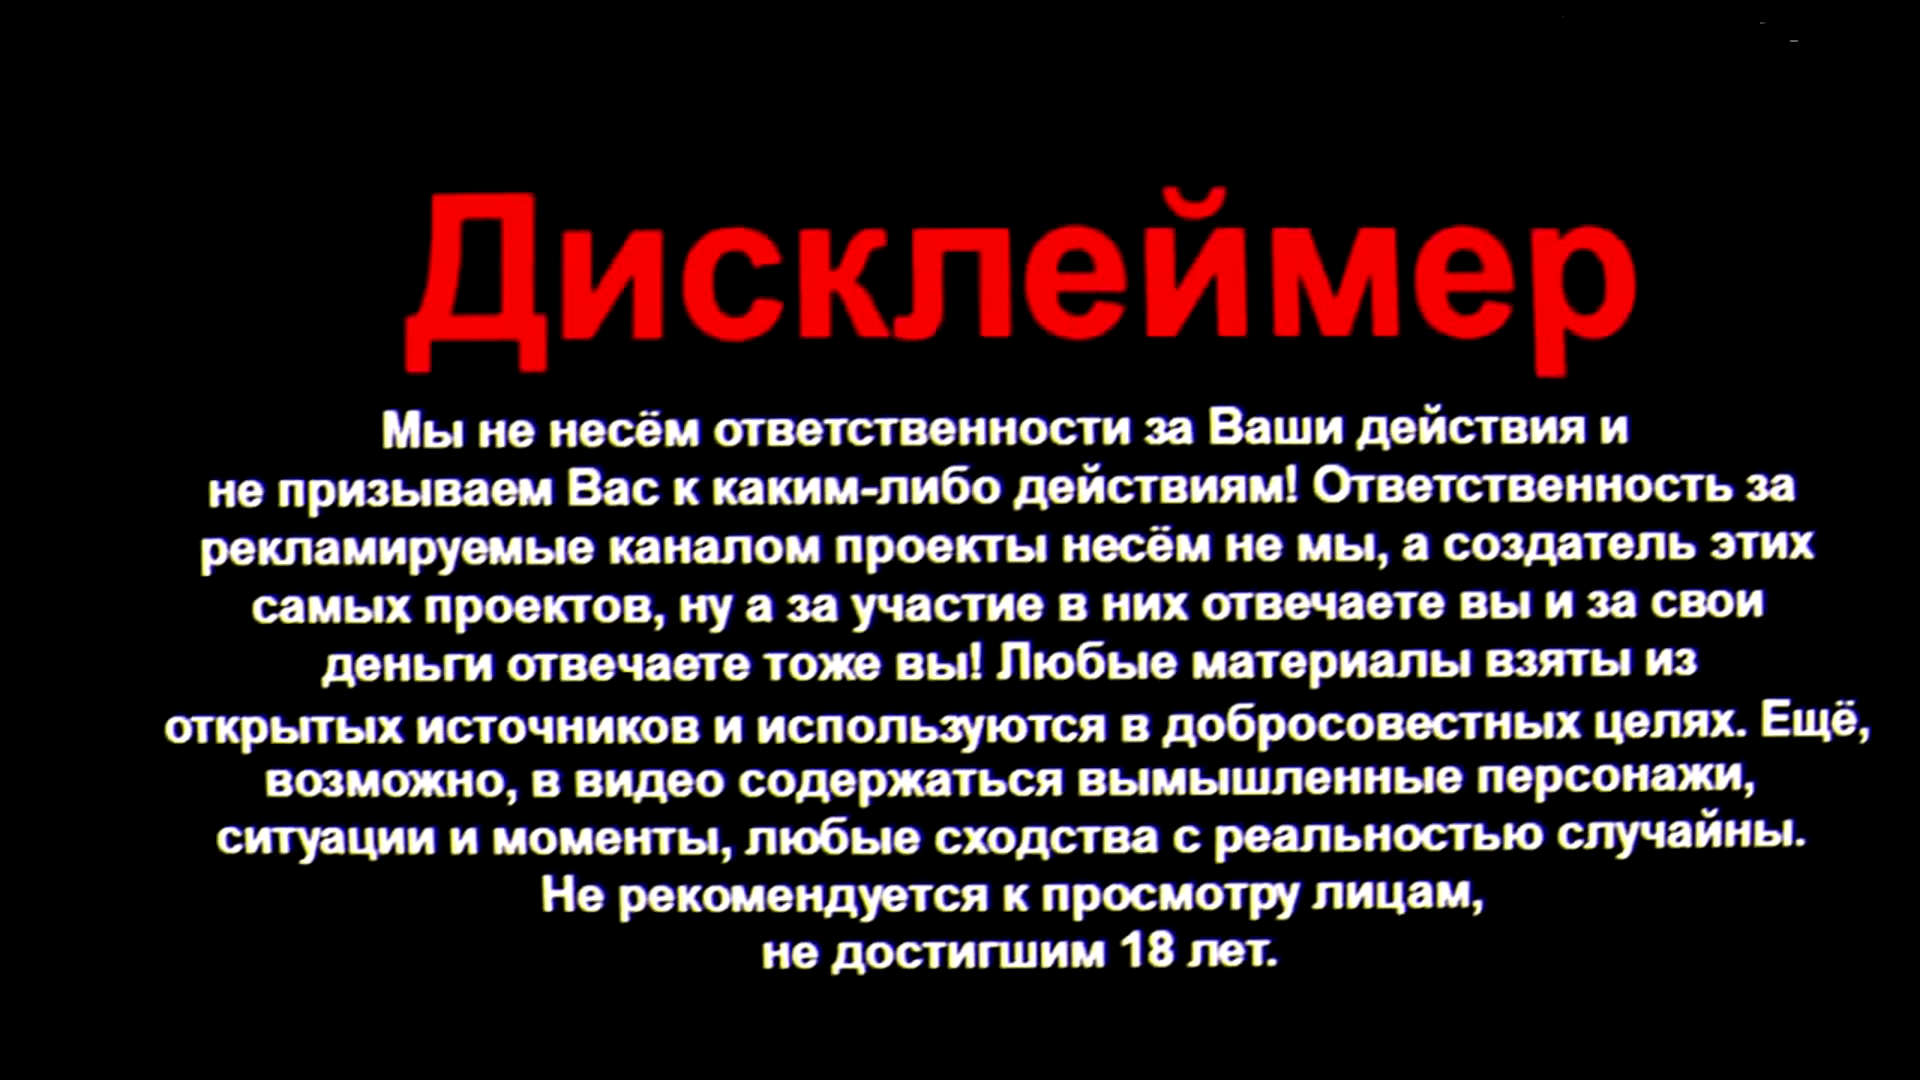 Дисклеймер
Мы не несём ответственности за Ваши действия и
не призываем Вас к каким-либо действиям! Ответственность за
рекламируемые каналом проекты несём не мы, а создатель этих
самых проектов, ну а за участие в них отвечаете вы и за свои
деньги отвечаете тоже вы! Любые материалы взяты из
открытых источников и используются в добросовестных целях. Ещё,
возможно, в видео содержаться вымышленные персонажи,
ситуации и моменты, любые сходства с реальностью случайны.
Не рекомендуется к просмотру лицам,
не достигшим 18 лет.